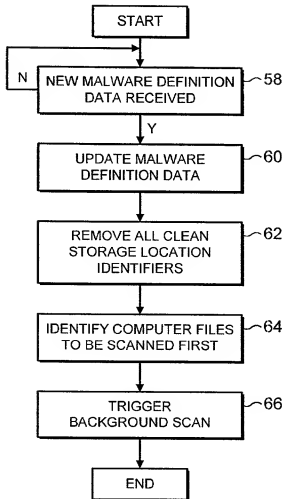 START
N
NEW MALWARE DEFINITION
DATA RECEIVED
58
Y
UPDATE MALWARE
DEFINITION DATA
60
REMOVE ALL CLEAN
STORAGE LOCATION
IDENTIFIERS
62
IDENTIFY COMPUTER FILES
TO BE SCANNED FIRST
64
TRIGGER
BACKGROUND SCAN
66
END